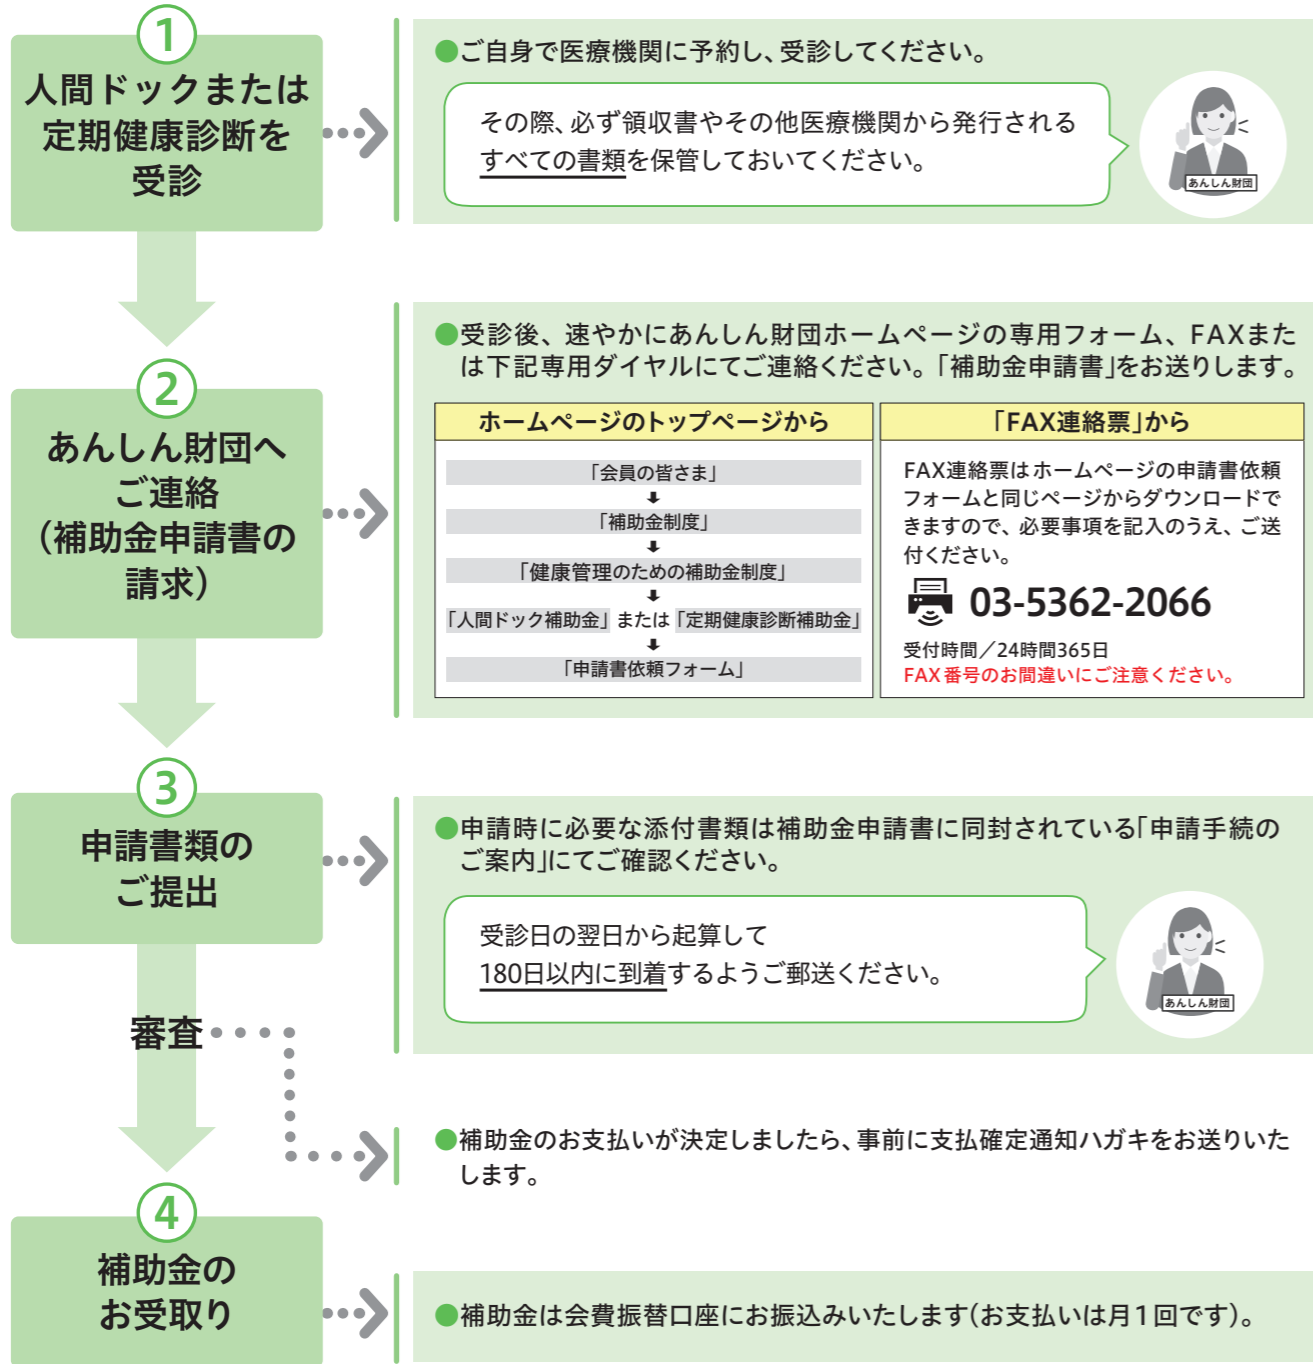 1
人間ドックまたは
定期健康診断を
受診
●ご自身で医療機関に予約し、受診してください。
その際、必ず領収書やその他医療機関から発行される
すべての書類を保管しておいてください。
あんしん財団
2
あんしん財団へ
ご連絡
（補助金申請書の
請求）
●受診後、速やかにあんしん財団ホームページの専用フォーム、FAXまた
は下記専用ダイヤルにてご連絡ください。「補助金申請書」をお送りします。
ホームページのトップページから
「会員の皆さま」
「補助金制度」
「健康管理のための補助金制度」
「人間ドック補助金」または「定期健康診断補助金」
「申請書依頼フォーム」
「FAX連絡票」から
FAX連絡票はホームページの申請書依頼
フォームと同じページからダウンロードで
きますので、必要事項を記入のうえ、ご送
付ください。
03-5362-2066
受付時間／24時間365日
FAX番号のお間違いにご注意ください。
3
申請書類の
ご提出
●申請時に必要な添付書類は補助金申請書に同封されている「申請手続の
ご案内」にてご確認ください。
受診日の翌日から起算して
180日以内に到着するようご郵送ください。
あんしん財団
審査
●補助金のお支払いが決定しましたら、事前に支払確定通知ハガキをお送りいた
します。
4
補助金の
お受取り
●補助金は会費振替口座にお振込みいたします（お支払いは月1回です）。